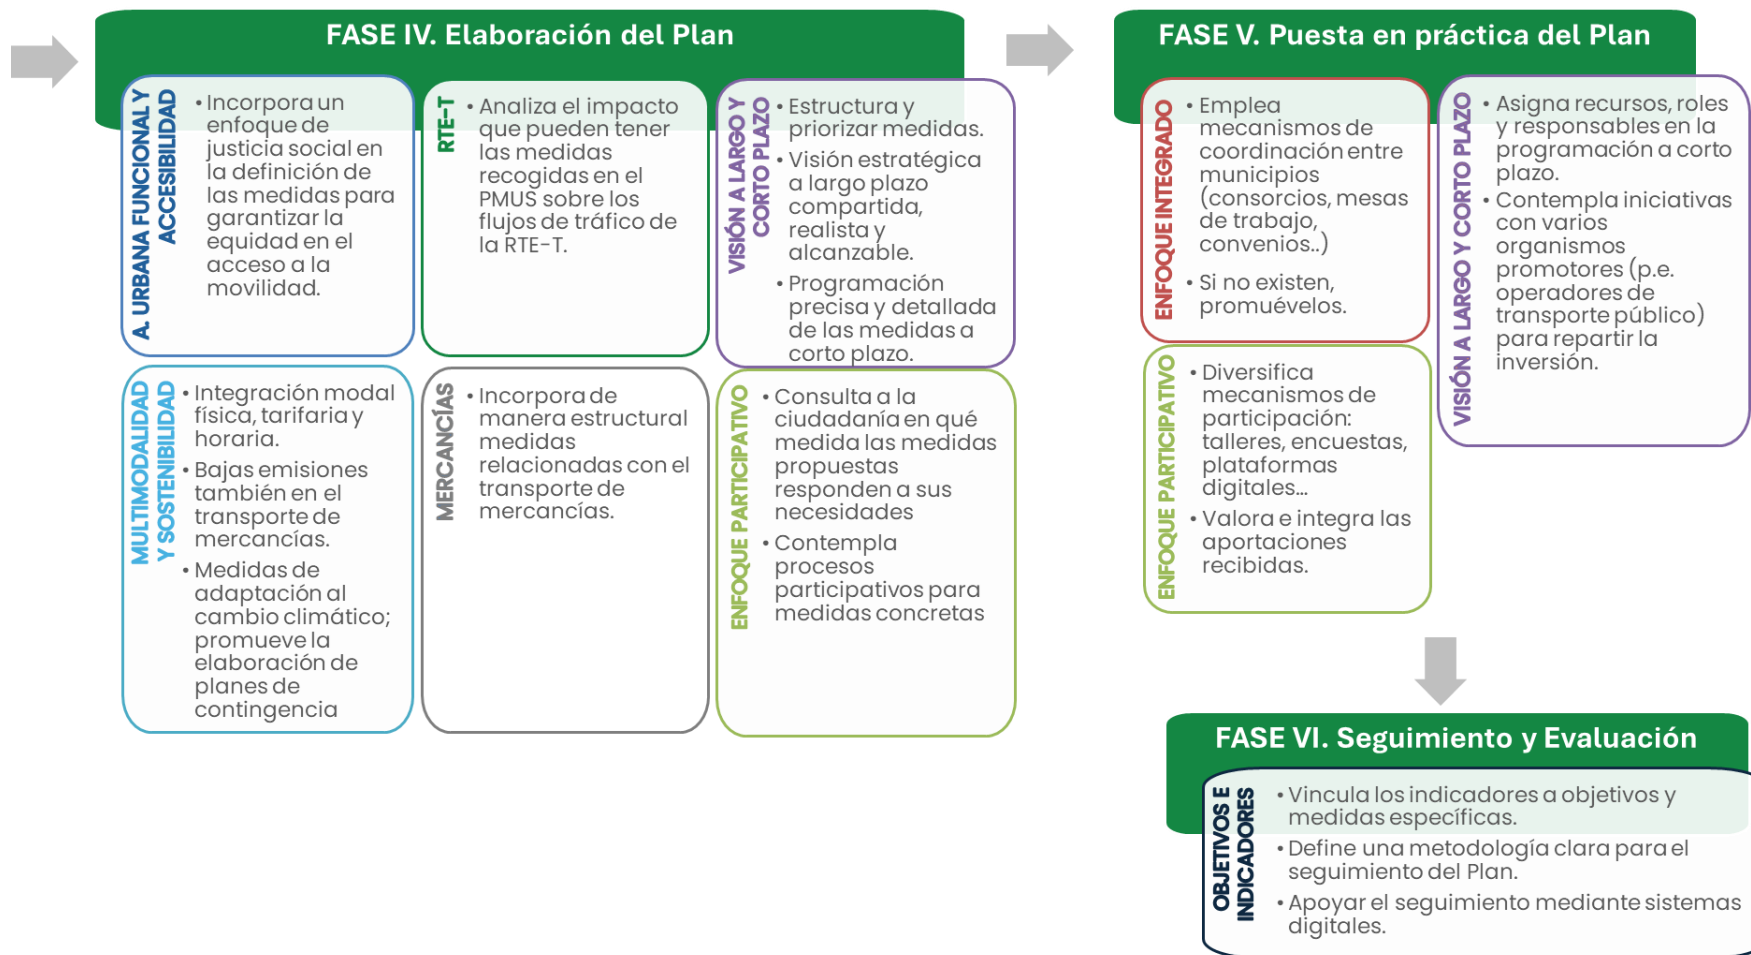 FASE IV. Elaboración del Plan
A. URBANA FUNCIONAL Y
ACCESIBILIDAD
• Incorpora un
enfoque de
justicia social en
la definición de
las medidas para
garantizar la
equidad en el
acceso a la
movilidad.
RTE-T
• Analiza el impacto
que pueden tener
las medidas
recogidas en el
PMUS sobre los
flujos de tráfico de
la RTE-T.
VISIÓN A LARGO Y
CORTO PLAZO
• Estructura y
priorizar medidas.
• Visión estratégica
a largo plazo
compartida,
realista y
alcanzable.
• Programación
precisa y detallada
de las medidas a
corto plazo.
MULTIMODALIDAD
Y SOSTENIBILIDAD
• Integración modal
física, tarifaria y
horaria.
• Bajas emisiones
también en el
transporte de
mercancías.
• Medidas de
adaptación al
cambio climático;
promueve la
elaboración de
planes de
contingencia
MERCANCÍAS
• Incorpora de
manera estructural
medidas
relacionadas con el
transporte de
mercancías.
ENFOQUE PARTICIPATIVO
• Consulta a la
ciudadanía en qué
medida las medidas
propuestas
responden a sus
necesidades
• Contempla
procesos
participativos para
medidas concretas
FASE V. Puesta en práctica del Plan
ENFOQUE INTEGRADO
• Emplea
mecanismos de
coordinación entre
municipios
(consorcios, mesas
de trabajo,
convenios..)
• Si no existen,
promuévelos.
VISIÓN A LARGO Y CORTO PLAZO
• Asigna recursos, roles
y responsables en la
programación a corto
plazo.
• Contempla iniciativas
con varios
organismos
promotores (p.e.
operadores de
transporte público)
para repartir la
inversión.
ENFOQUE PARTICIPATIVO
• Diversifica
mecanismos de
participación:
talleres, encuestas,
plataformas
digitales...
• Valora e integra las
aportaciones
recibidas.
FASE VI. Seguimiento y Evaluación
OBJETIVOS E
INDICADORES
• Vincula los indicadores a objetivos y
medidas específicas.
• Define una metodología clara para el
seguimiento del Plan.
• Apoyar el seguimiento mediante sistemas
digitales.